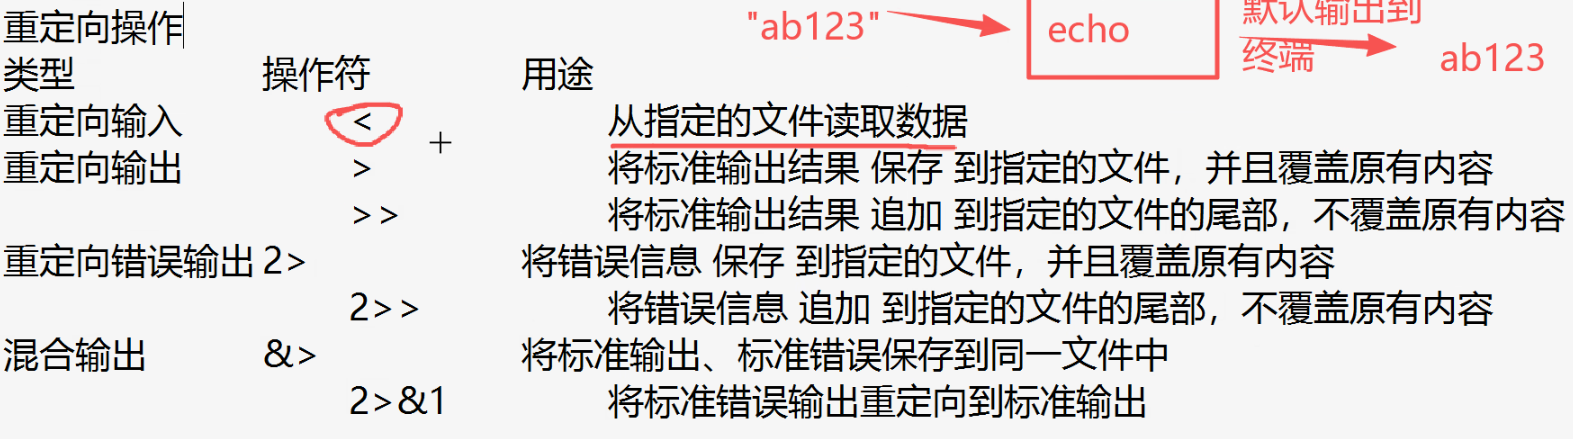 重定向操作
"ab123"
echo
默认输出到
终端
ab123
类型 操作符 用途
重定向输入 < 从指定的文件读取数据
重定向输出 > 将标准输出结果 保存 到指定的文件，并且覆盖原有内容
>> 将标准输出结果 追加 到指定的文件的尾部，不覆盖原有内容
重定向错误输出 2> 将错误信息 保存 到指定的文件，并且覆盖原有内容
2>> 将错误信息 追加 到指定的文件的尾部，不覆盖原有内容
混合输出 &> 将标准输出、标准错误保存到同一文件中
2>&1 将标准错误输出重定向到标准输出